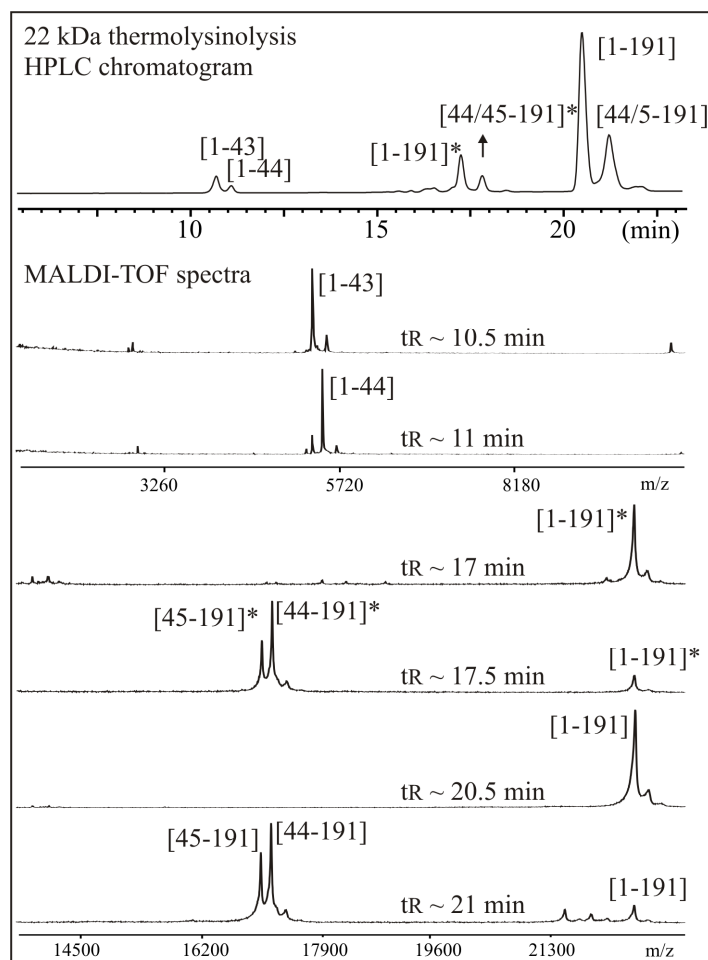 22 kDa thermolysinolysis
HPLC chromatogram
[1-191]
[44/45-191]*
[44/5-191]
[1-43]
[1-44]
[1-191]*
10 15 20 (min)
MALDI-TOF spectra
[1-43]
tR ~ 10.5 min
[1-44]
tR ~ 11 min
3260 5720 8180 m/z
[1-191]*
tR ~ 17 min
[45-191]* [44-191]*
[1-191]*
tR ~ 17.5 min
[1-191]
tR ~ 20.5 min
[45-191] [44-191]
[1-191]
tR ~ 21 min
14500 16200 17900 19600 21300 m/z